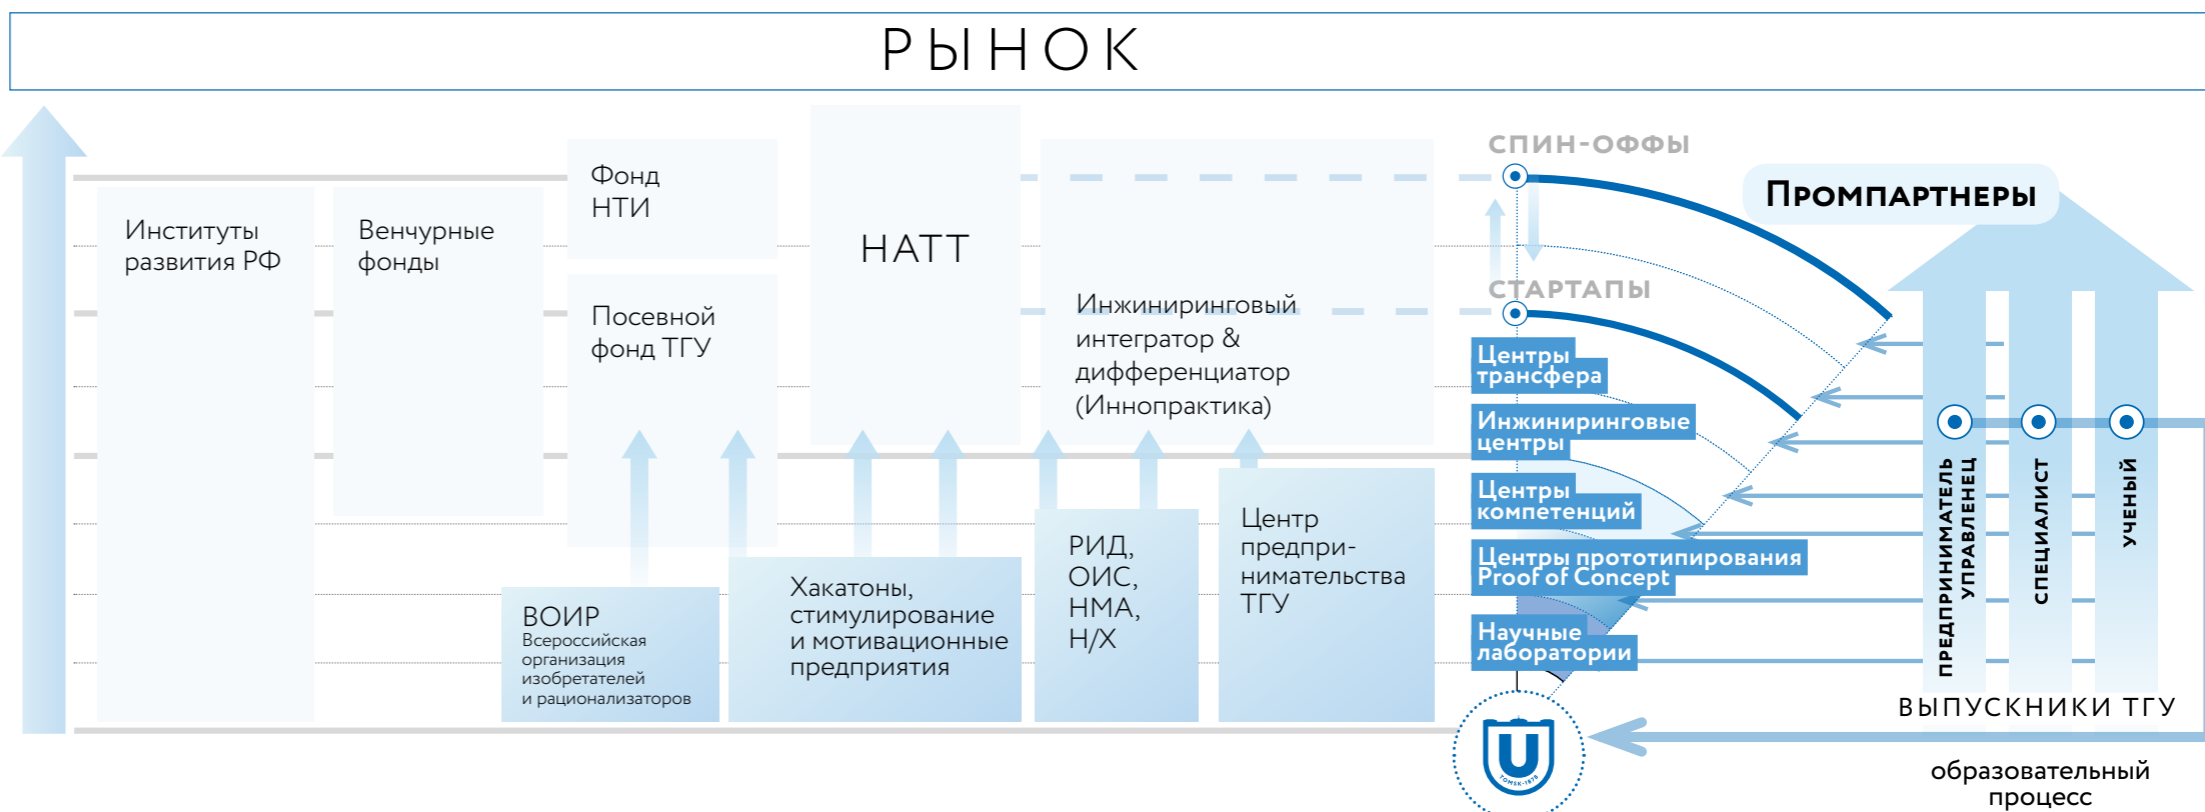 РЫНОК
Институты
развития РФ
Венчурные
фонды
Фонд
НТИ
Посевной
фонд ТГУ
НАТТ
Инжиниринговый
интегратор &
дифференциатор
(Иннопрактика)
ВОИР
Всероссийская
организация
изобретателей
и рационализаторов
Хакатоны,
стимулирование
и мотивационные
предприятия
РИД,
ОИС,
НМА,
Н/Х
Центр
предпри-
нимательства
ТГУ
СПИН-ОФФЫ
СТАРТАПЫ
Центры
трансфера
Инжиниринговые
центры
Центры
компетенций
Центры прототипирования
Proof of Concept
Научные
лаборатории
TOMSK·1878
ПРОМПАРТНЕРЫ
ПРЕДПРИНИМАТЕЛЬ
УПРАВЛЕНЕЦ
СПЕЦИАЛИСТ
УЧЕНЫЙ
ВЫПУСКНИКИ ТГУ
образовательный
процесс